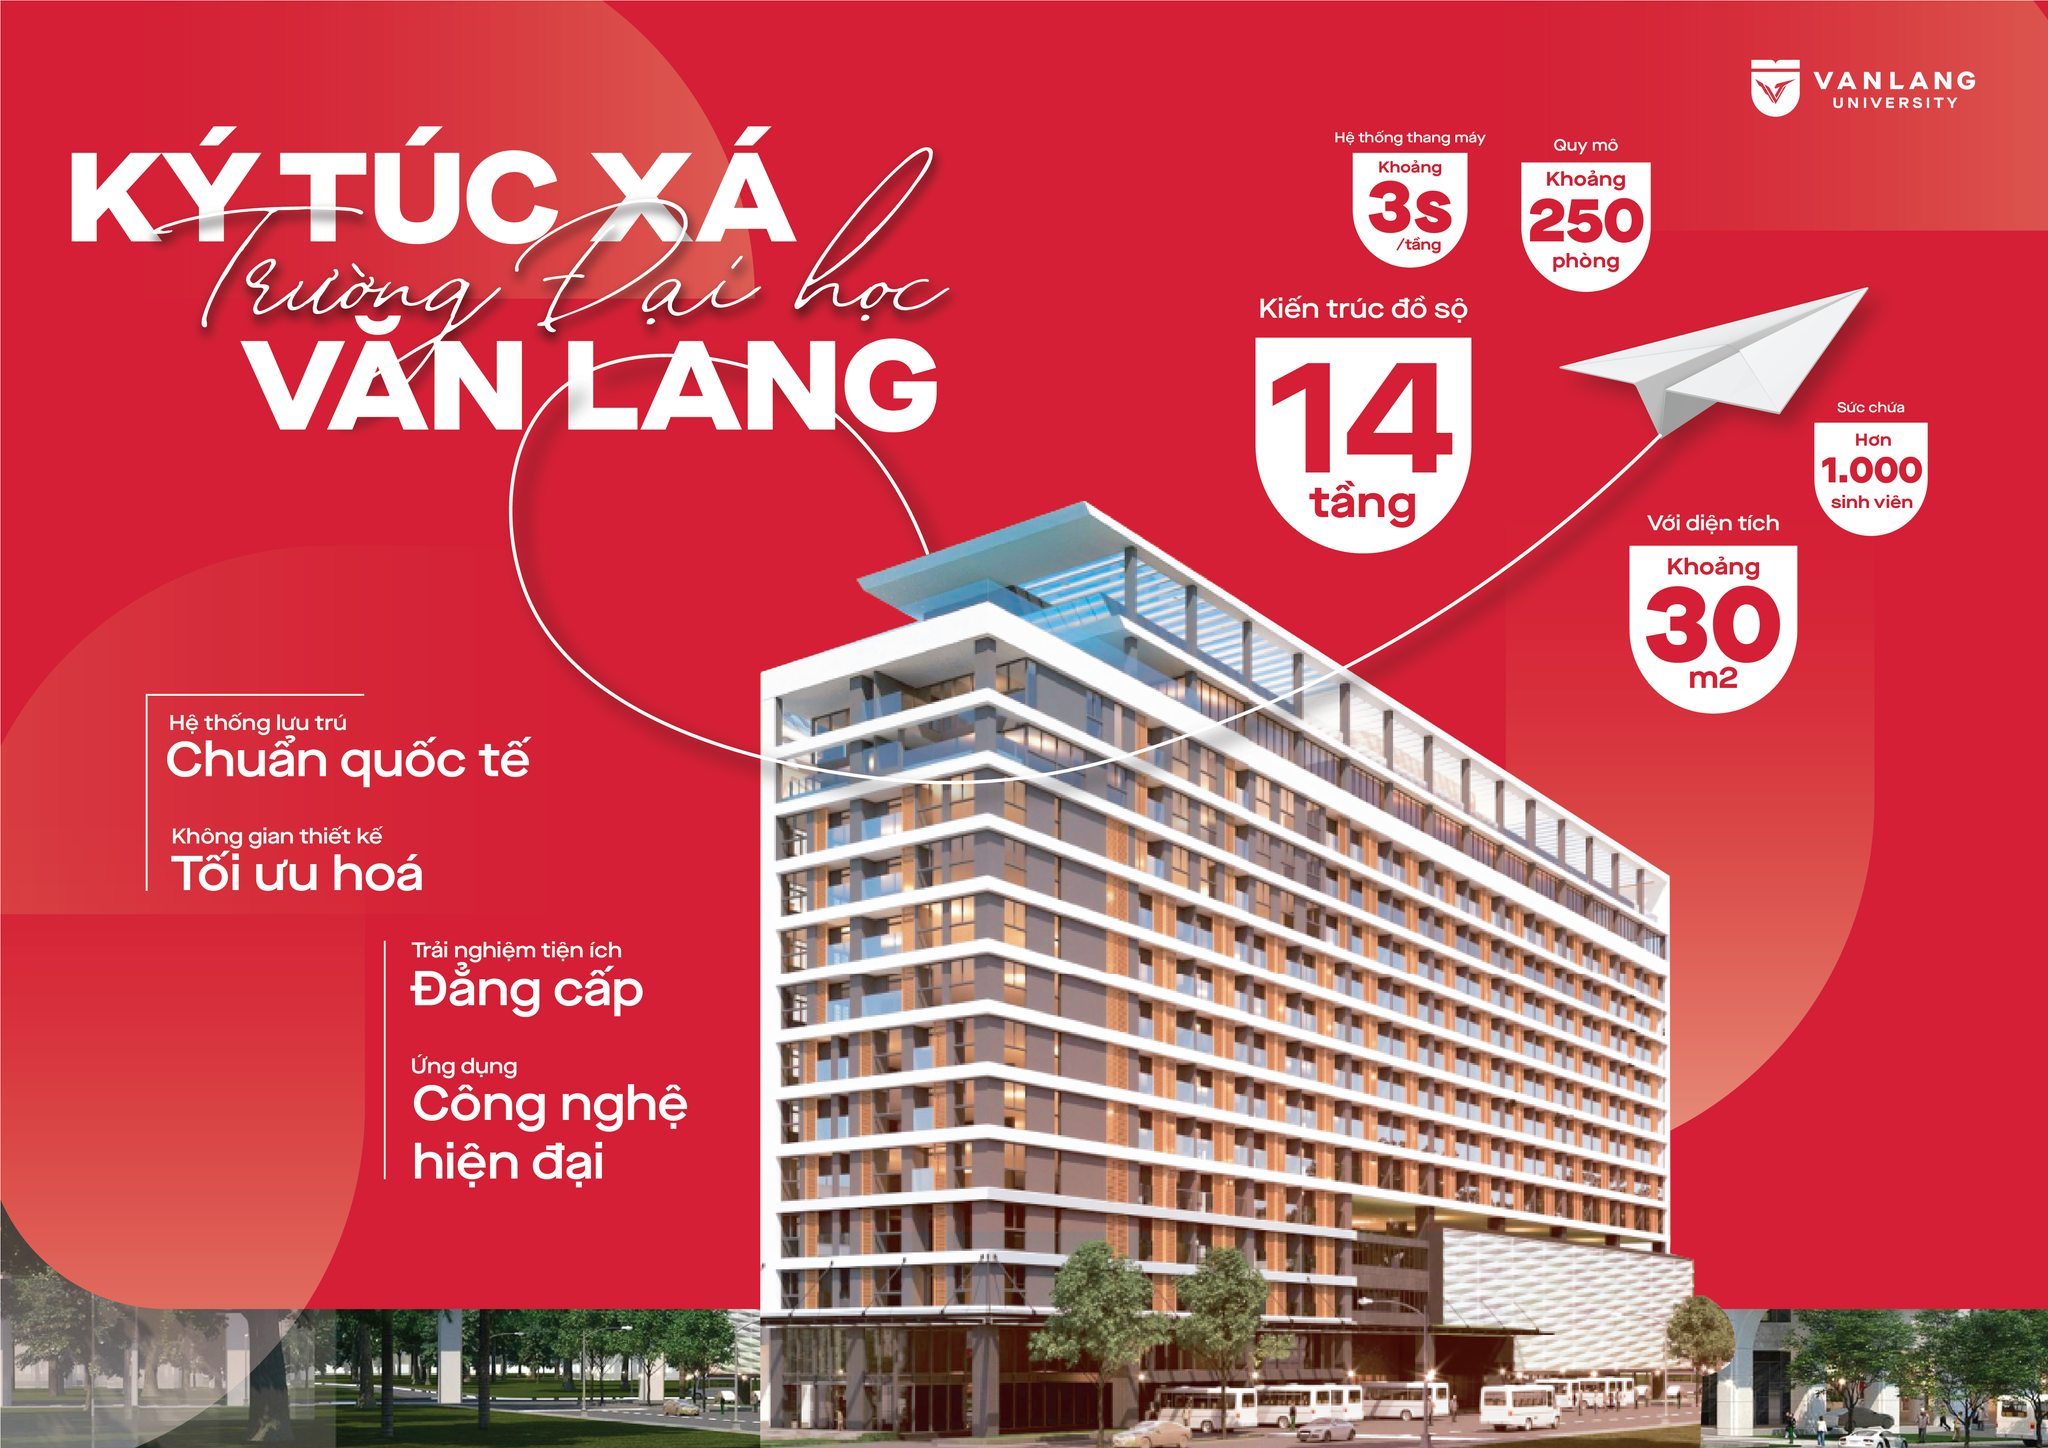 VANLANG
UNIVERSITY
KÝ TÚC XÁ
Trường Đại học
VĂN LANG
Hệ thống thang máy
Khoảng
3s
/tầng
Quy mô
Khoảng
250
phòng
Kiến trúc đồ sộ
14
tầng
Sức chứa
Hơn
1.000
sinh viên
Với diện tích
Khoảng
30
m2
Hệ thống lưu trú
Chuẩn quốc tế
Không gian thiết kế
Tối ưu hoá
Trải nghiệm tiện ích
Đẳng cấp
Ứng dụng
Công nghệ
hiện đại